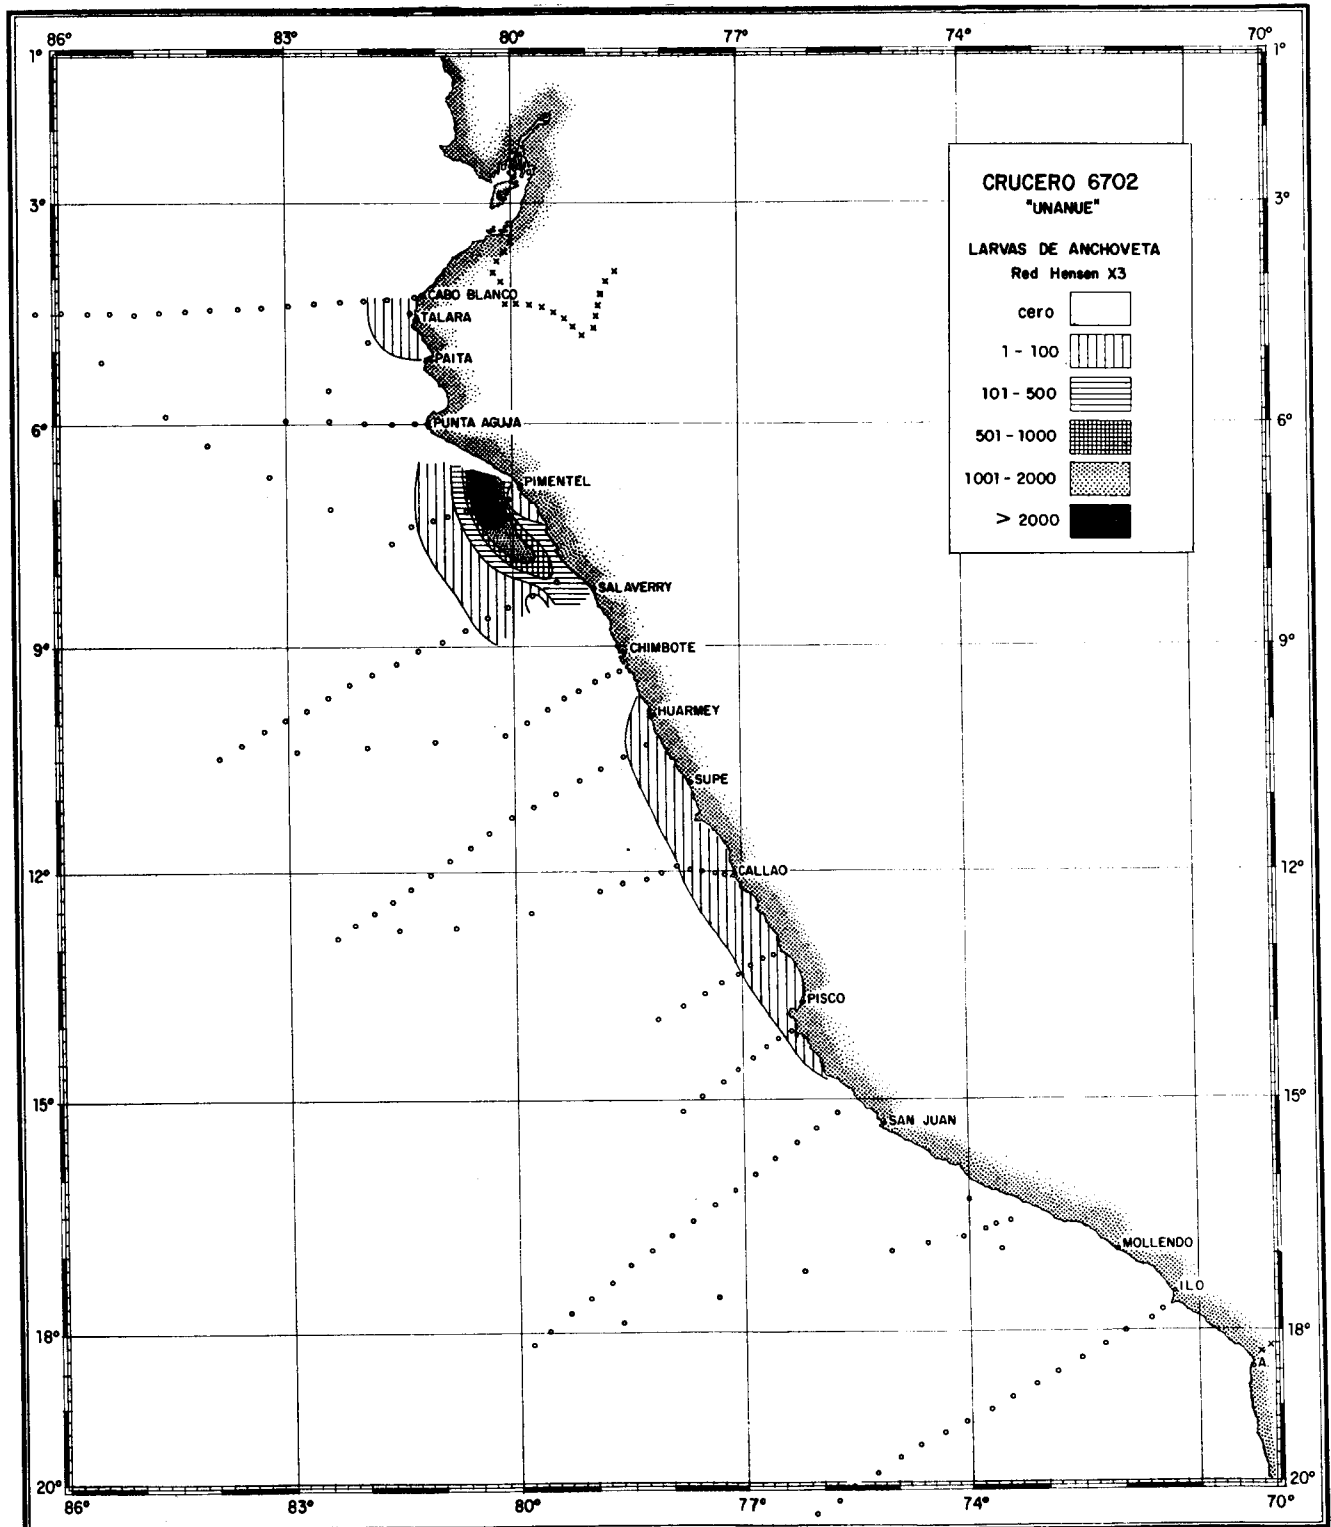 86° 83° 80° 77° 74° 70°
1° 1°
CRUCERO 6702
"UNANUE"
3° 3°
LARVAS DE ANCHOVETA
Red Hensen X3
CABO BLANCO
cero
TALARA
1 - 100
PAITA
101 - 500
6° PUNTA AGUJA 6°
501 - 1000
PIMENTEL 1001 - 2000
> 2000
SALAVERRY
9° CHIMBOTE 9°
HUARMEY
SUPE
12° CALLAO 12°
PISCO
15° 15°
SAN JUAN
MOLLENDO
ILO
18° 18°
A.
20° 20°
86° 83° 80° 77° 74° 70°